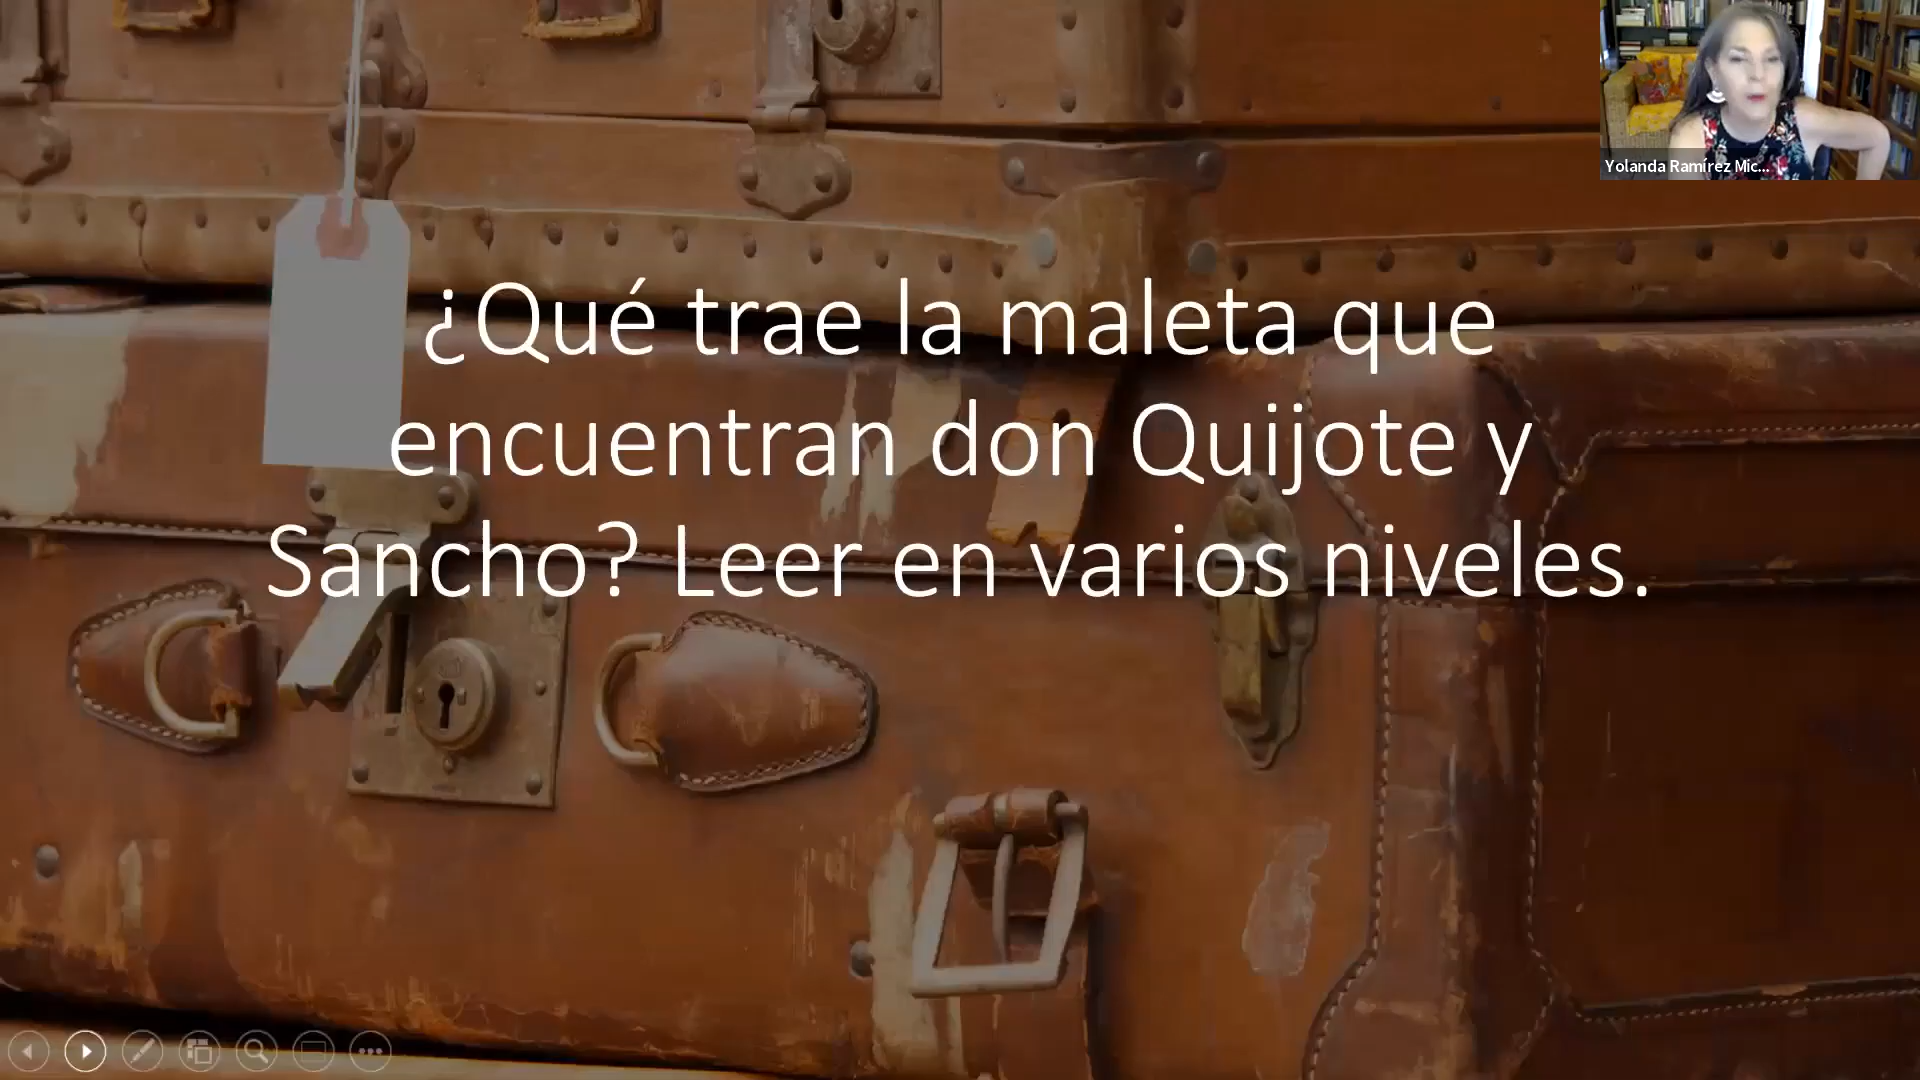 Yolanda Ramírez Mic...
¿Qué trae la maleta que
encuentran don Quijote y
Sancho? Leer en varios niveles.